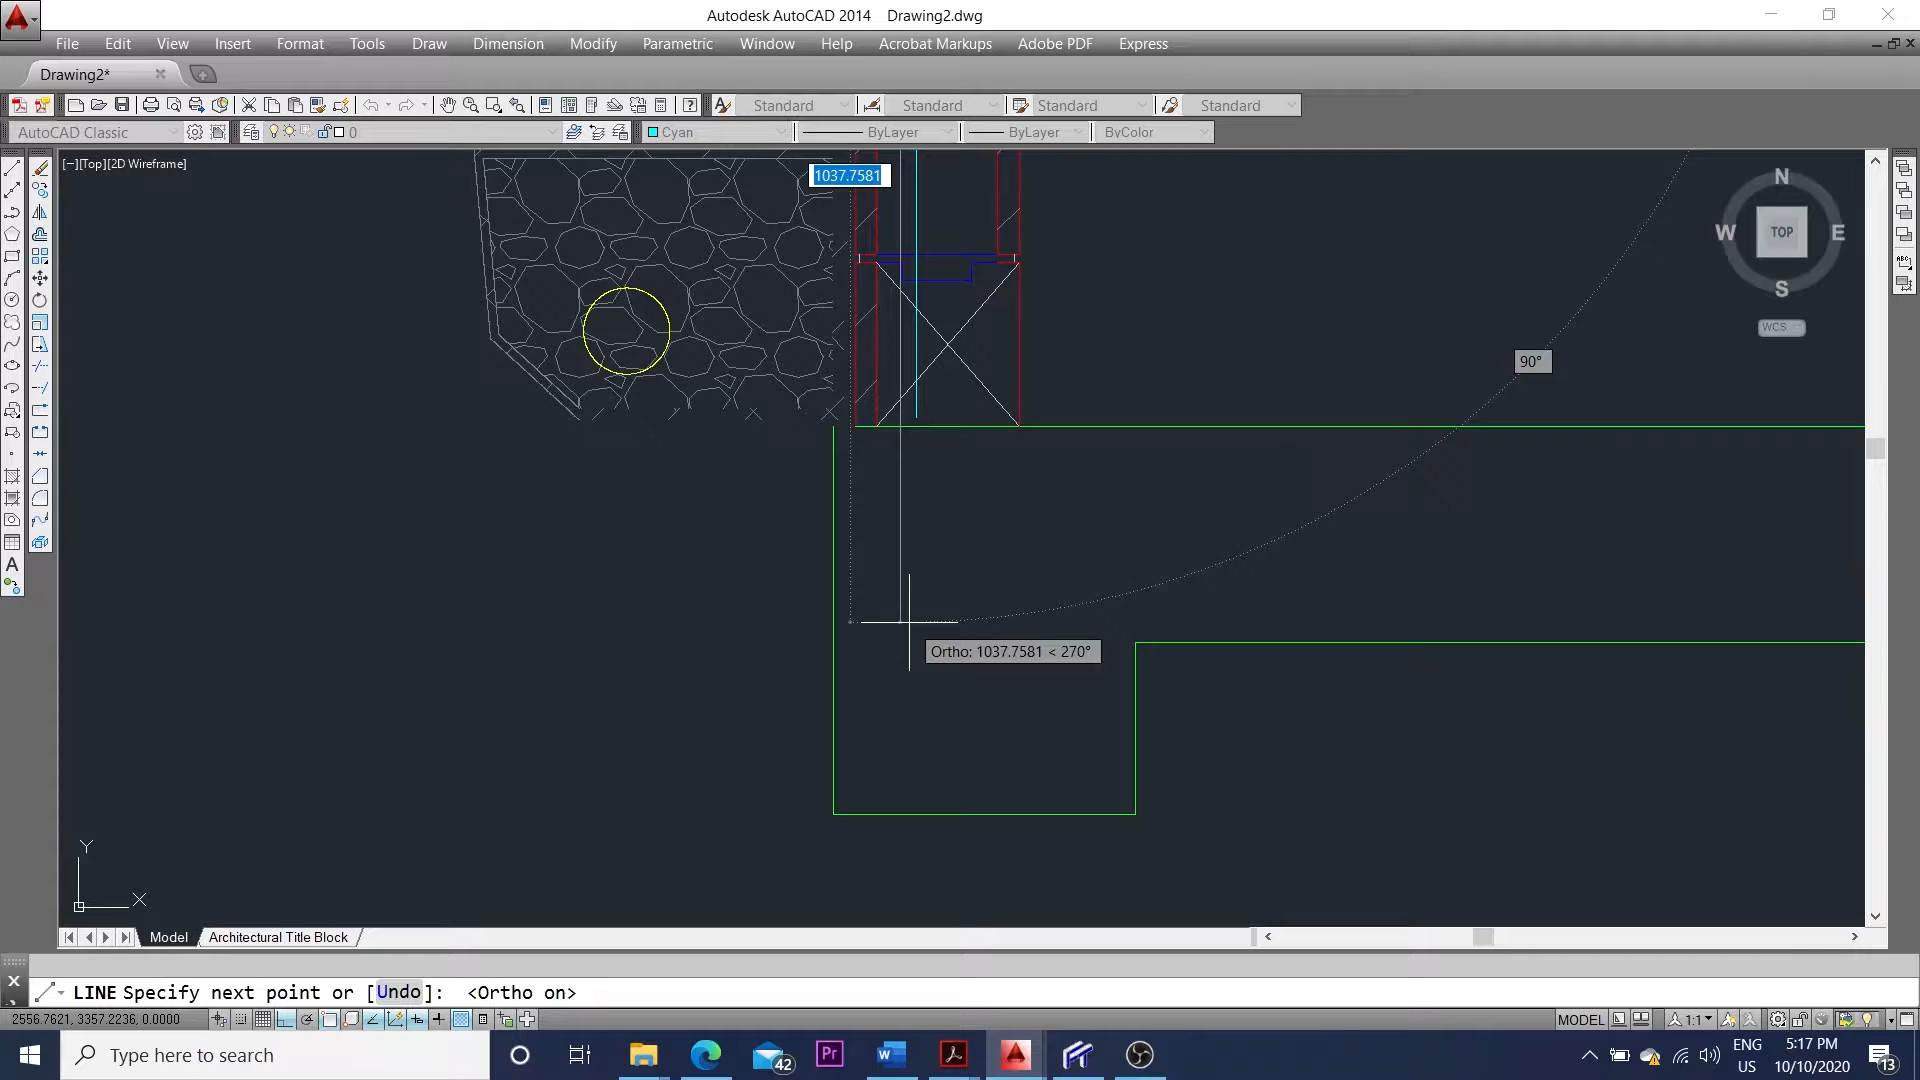 Autodesk AutoCAD 2014 Drawing2.dwg
File Edit View Insert Format Tools Draw Dimension Modify Parametric Window Help Acrobat Markups Adobe PDF Express
Drawing2*
Standard Standard Standard Standard
AutoCAD Classic 0 Cyan ByLayer ByLayer ByColor
[−][Top][2D Wireframe]
1037.7581
N
W TOP E
S
WCS
90°
Ortho: 1037.7581 < 270°
Y
X
A
Model Architectural Title Block
LINE Specify next point or [Undo]: <Ortho on>
2556.7621, 3357.2236, 0.0000 MODEL 1:1
Type here to search 42 Pr ENG 5:17 PM
US 10/10/2020 13